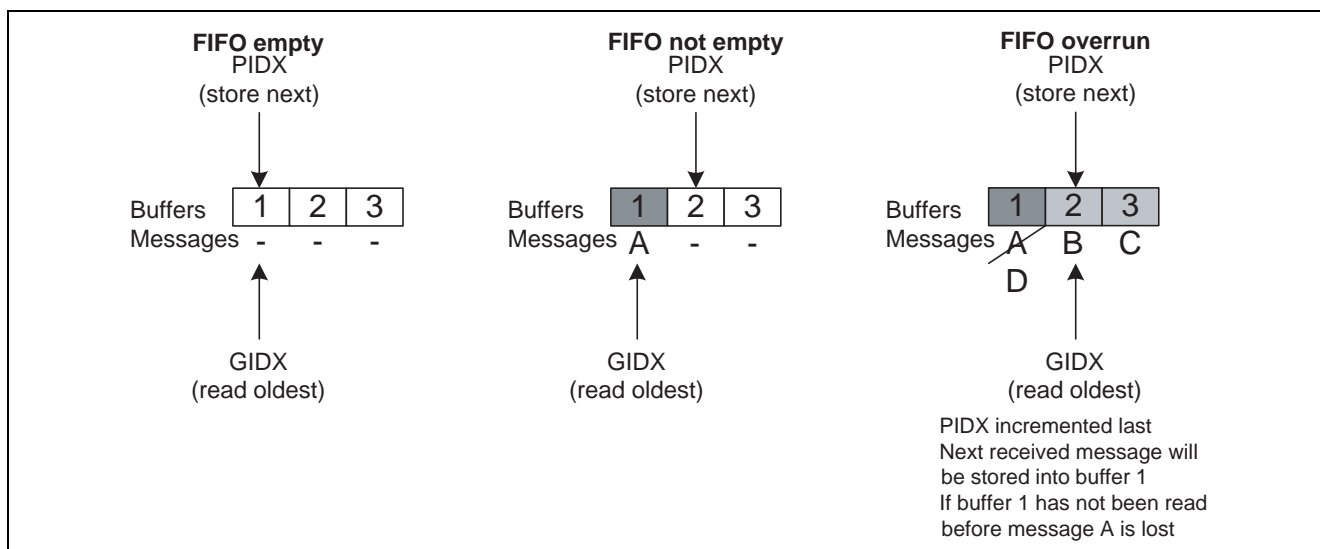 FIFO empty
PIDX
(store next)
Buffers 1 2 3
Messages - - -
GIDX
(read oldest)
FIFO not empty
PIDX
(store next)
Buffers 1 2 3
Messages A - -
GIDX
(read oldest)
FIFO overrun
PIDX
(store next)
Buffers 1 2 3
Messages A B C
D
GIDX
(read oldest)
PIDX incremented last
Next received message will
be stored into buffer 1
If buffer 1 has not been read
before message A is lost